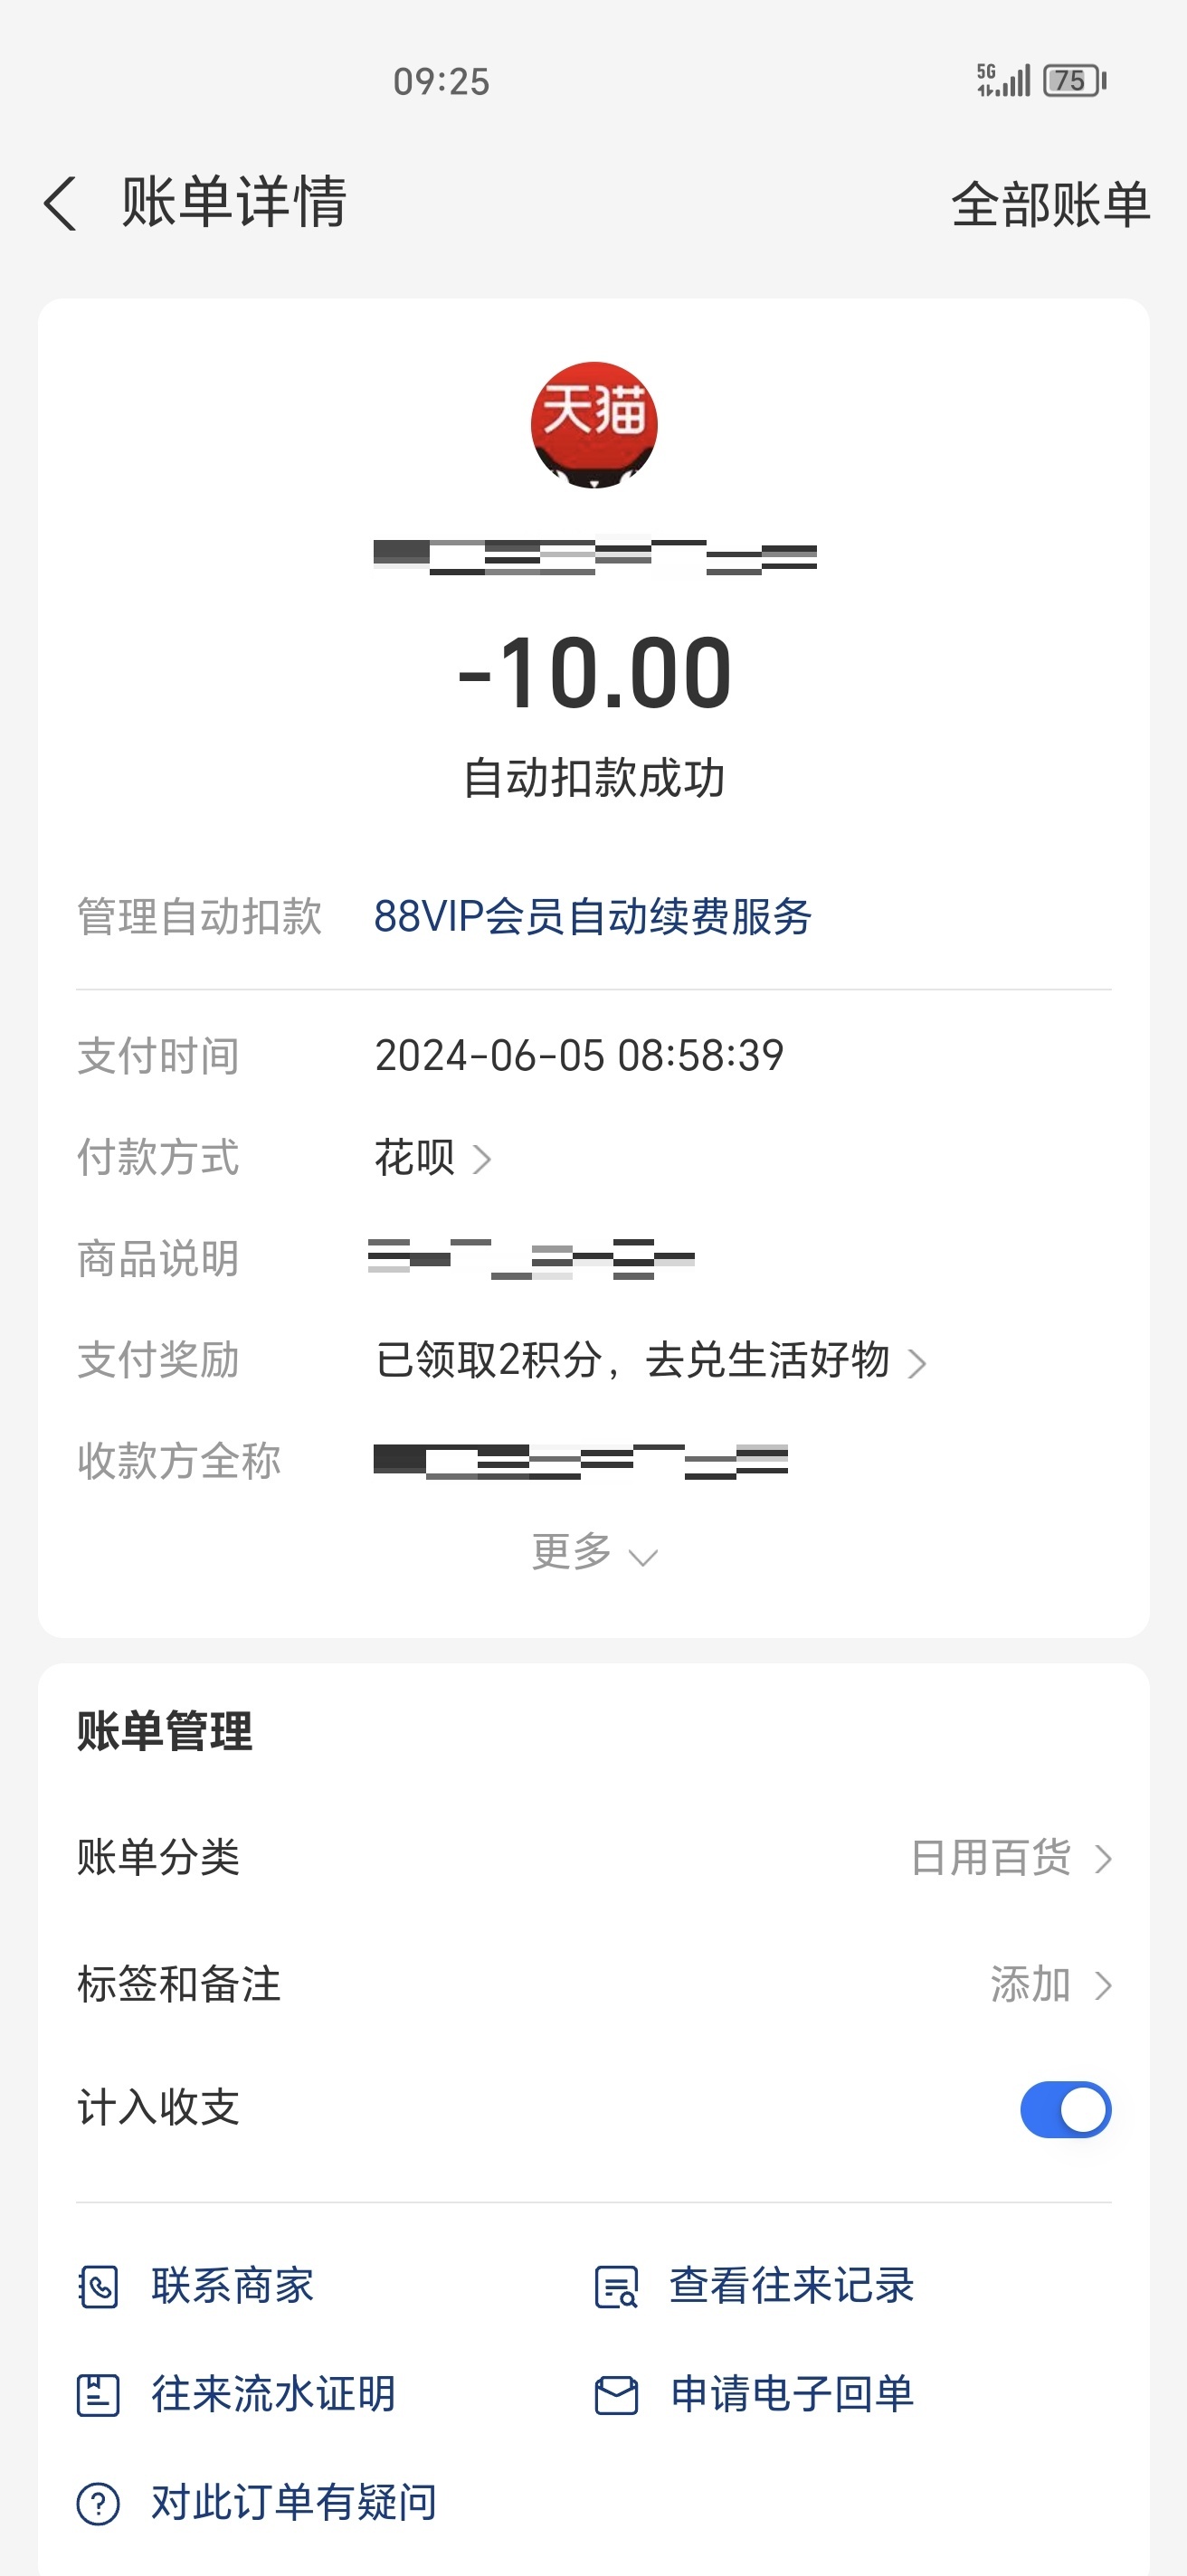 09:25
5G
75
账单详情
全部账单
天猫
-10.00
自动扣款成功
管理自动扣款 88VIP会员自动续费服务
支付时间 2024-06-05 08:58:39
付款方式 花呗
商品说明
支付奖励 已领取2积分，去兑生活好物
收款方全称
更多
账单管理
账单分类 日用百货
标签和备注 添加
计入收支
联系商家 查看往来记录
往来流水证明 申请电子回单
对此订单有疑问